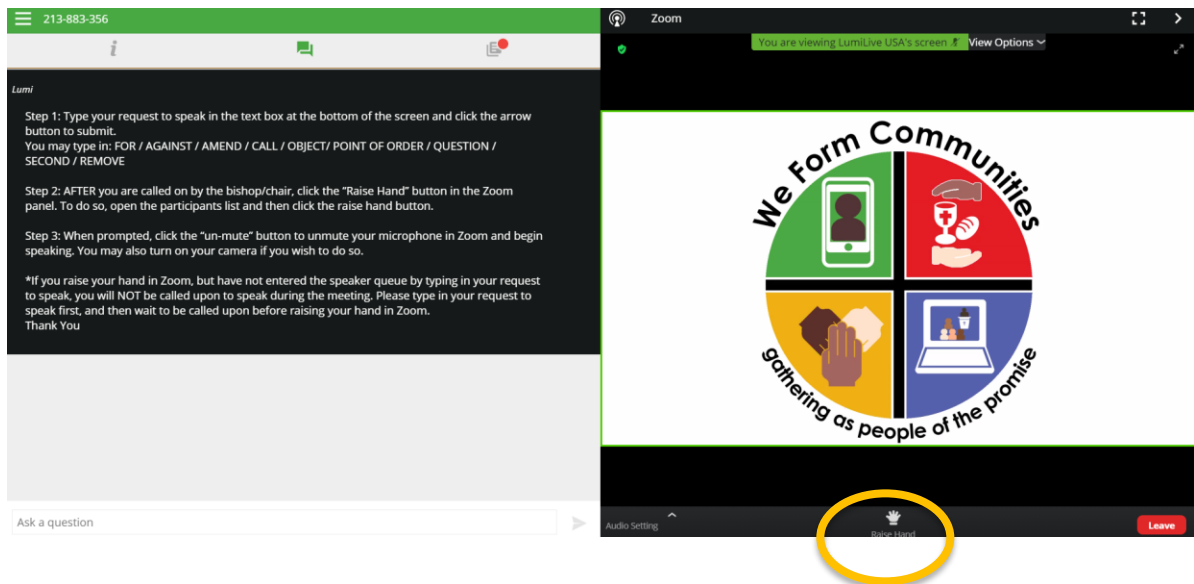 213-883-356
i
Lumi
Step 1: Type your request to speak in the text box at the bottom of the screen and click the arrow
button to submit.
You may type in: FOR / AGAINST / AMEND / CALL / OBJECT/ POINT OF ORDER / QUESTION /
SECOND / REMOVE
Step 2: AFTER you are called on by the bishop/chair, click the “Raise Hand” button in the Zoom
panel. To do so, open the participants list and then click the raise hand button.
Step 3: When prompted, click the “un-mute” button to unmute your microphone in Zoom and begin
speaking. You may also turn on your camera if you wish to do so.
*If you raise your hand in Zoom, but have not entered the speaker queue by typing in your request
to speak, you will NOT be called upon to speak during the meeting. Please type in your request to
speak first, and then wait to be called upon before raising your hand in Zoom.
Thank You
Ask a question
Zoom
You are viewing LumiLive USA's screen
View Options
We Form Communities
gathering as people of the promise
Audio Setting
Raise Hand
Leave